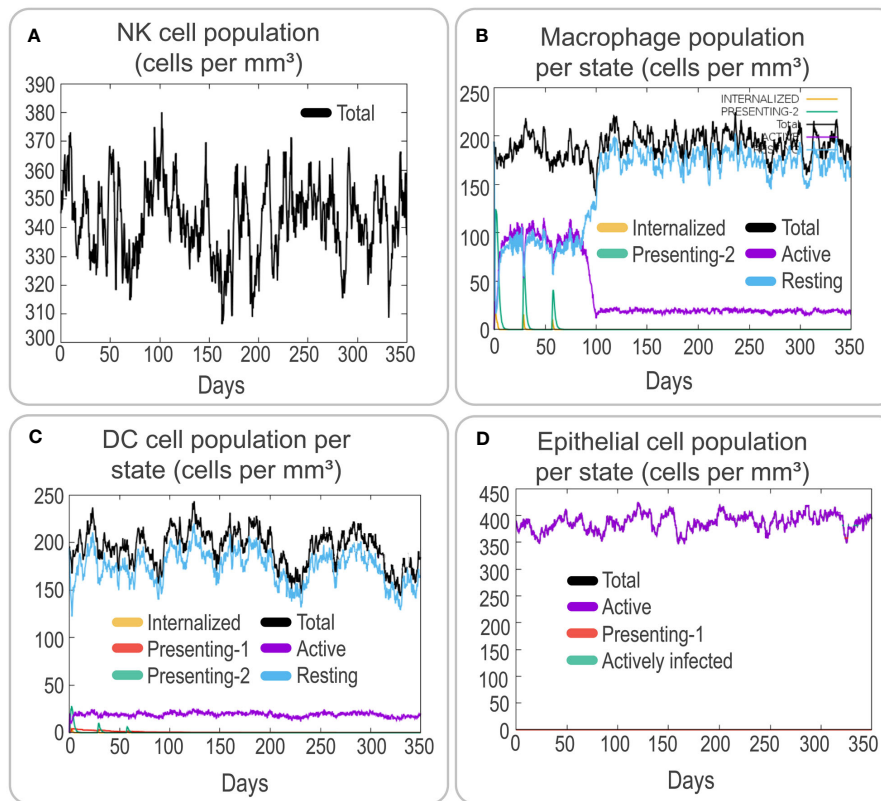 A
NK cell population
(cells per mm³)
390
380
370
360
350
340
330
320
310
300
Total
0 50 100 150 200 250 300 350
Days
B
Macrophage population
per state (cells per mm³)
250
200
150
100
50
0
INTERNALIZED
PRESENTING-2
Total
ACTIVE
Internalized Total
Presenting-2 Active
Resting
0 50 100 150 200 250 300 350
Days
C
DC cell population per
state (cells per mm³)
250
200
150
100
50
0
Internalized Total
Presenting-1 Active
Presenting-2 Resting
0 50 100 150 200 250 300 350
Days
D
Epithelial cell population
per state (cells per mm³)
450
400
350
300
250
200
150
100
50
0
Total
Active
Presenting-1
Actively infected
0 50 100 150 200 250 300 350
Days